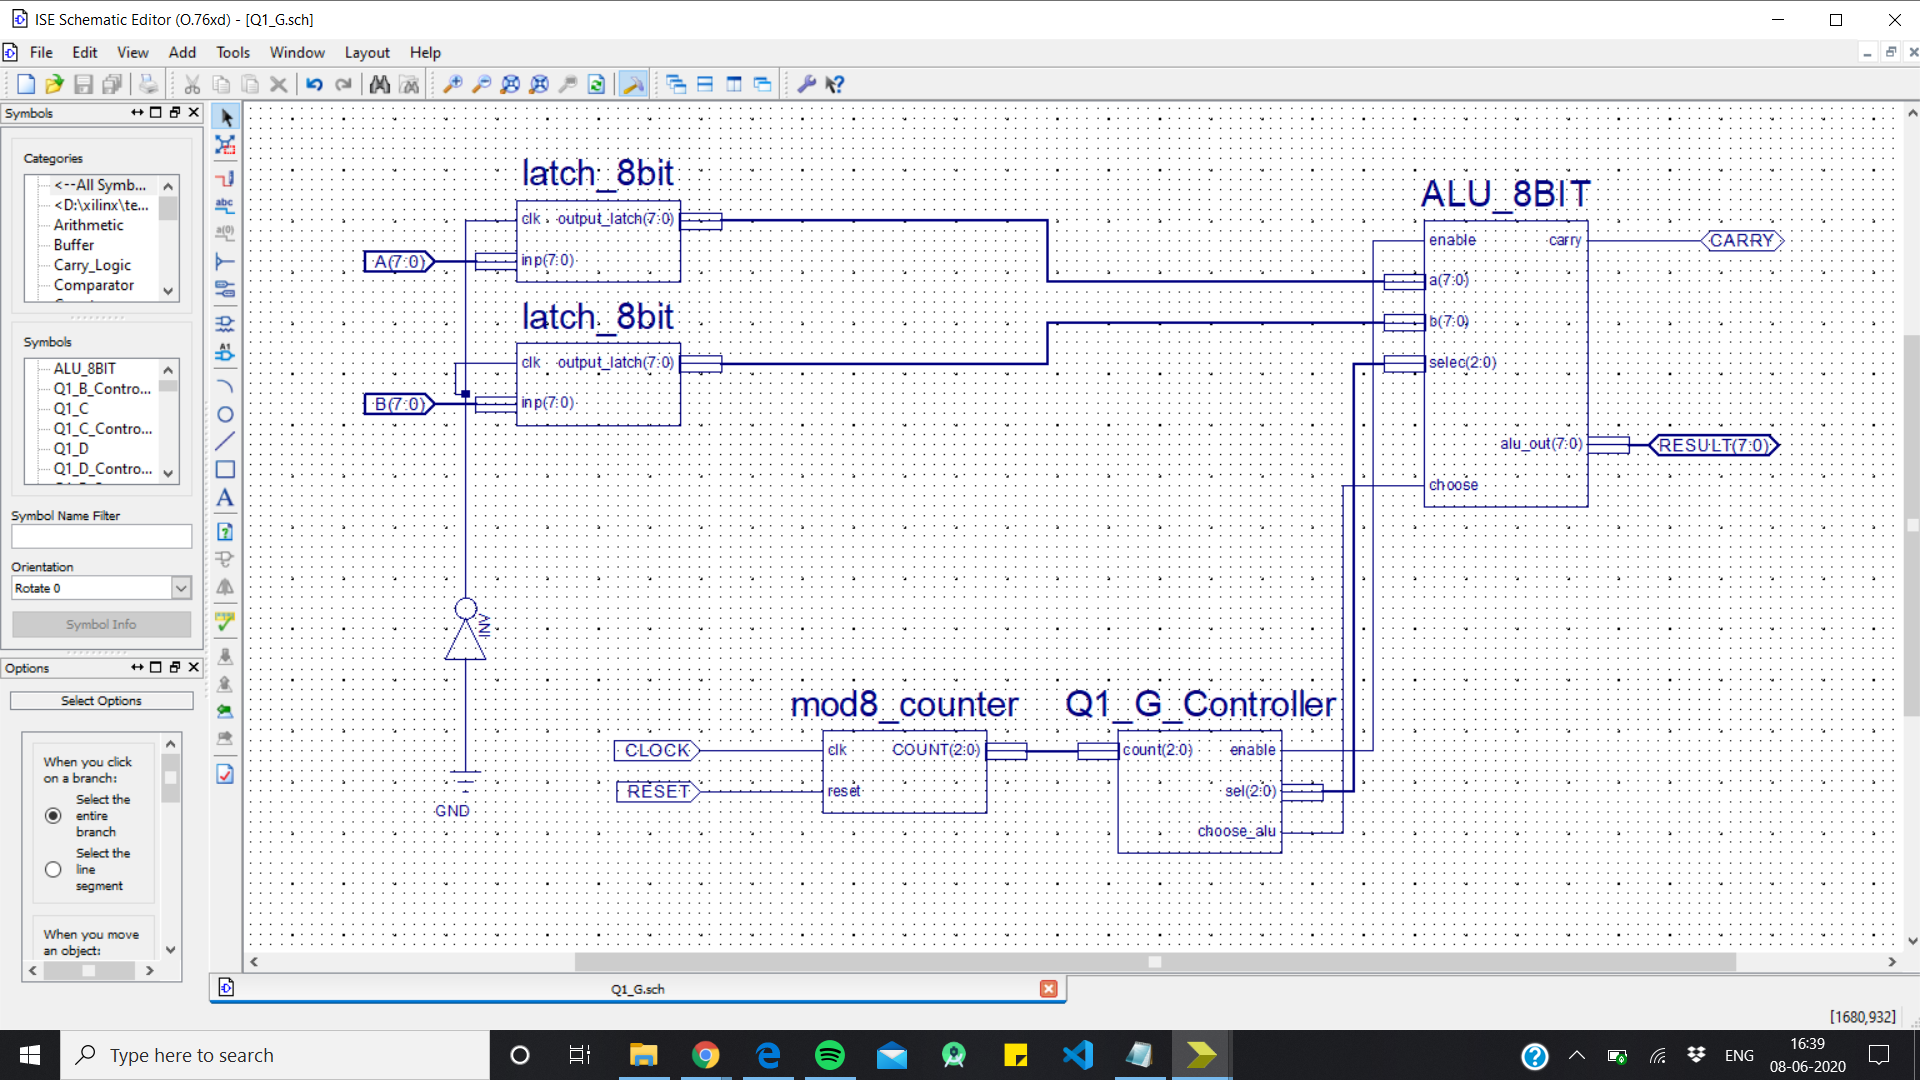 ISE Schematic Editor (O.76xd) - [Q1_G.sch]
File Edit View Add Tools Window Layout Help
Symbols
Categories
<--All Symb...
<D:\xilinx\te...
Arithmetic
Buffer
Carry_Logic
Comparator
Symbols
ALU_8BIT
Q1_B_Contro...
Q1_C
Q1_C_Contro...
Q1_D
Q1_D_Contro...
Symbol Name Filter
Orientation
Rotate 0
Symbol Info
Options
Select Options
When you click
on a branch:
Select the
entire
branch
Select the
line
segment
When you move
an object:
abc
a(0)
A1
A
latch_8bit
clk output_latch(7:0)
A(7:0)
inp(7:0)
latch_8bit
clk output_latch(7:0)
B(7:0)
inp(7:0)
INV
GND
mod8_counter
CLOCK
clk COUNT(2:0)
RESET
reset
Q1_G_Controller
count(2:0) enable
sel(2:0)
choose_alu
ALU_8BIT
enable carry
CARRY
a(7:0)
b(7:0)
selec(2:0)
alu_out(7:0)
RESULT(7:0)
choose
Q1_G.sch
[1680,932]
Type here to search
ENG
16:39
08-06-2020